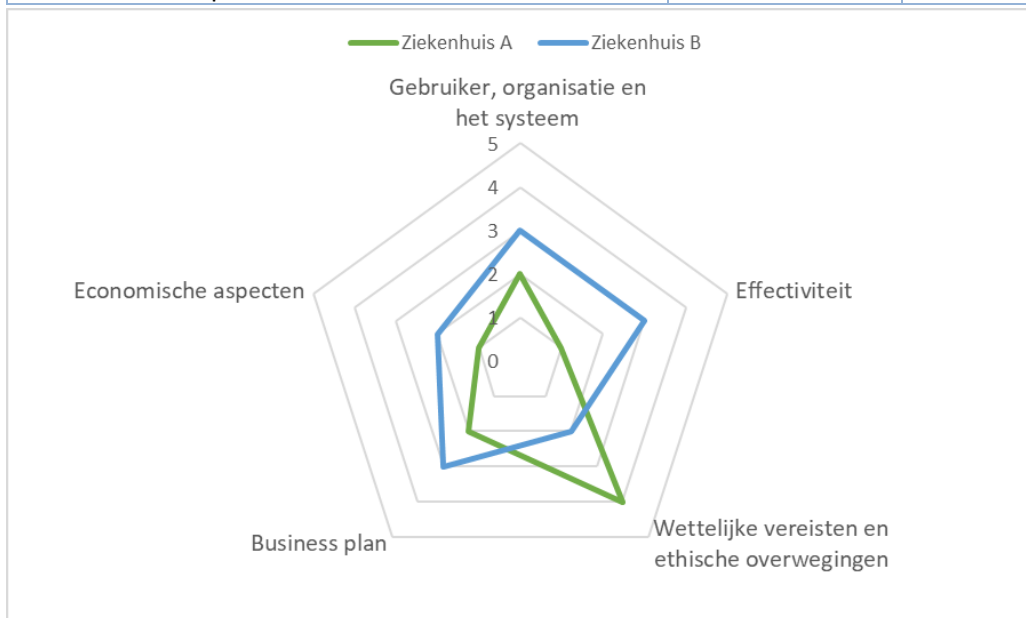 Ziekenhuis A Ziekenhuis B
Gebruiker, organisatie en
het systeem
5
4
3
2
1
0
Economische aspecten
Effectiviteit
Business plan
Wettelijke vereisten en
ethische overwegingen